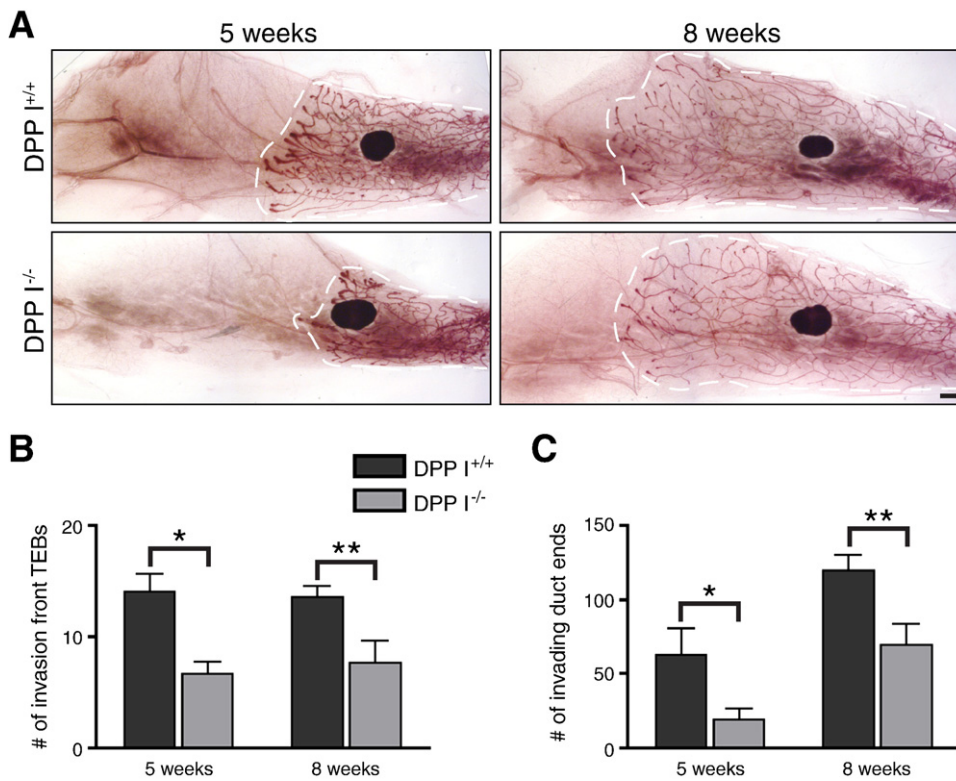 A
5 weeks
8 weeks
DPP I+/+
DPP I-/-
B
DPP I+/+
DPP I-/-
C
# of invasion front TEBs
20
10
0
*
**
5 weeks
8 weeks
# of invading duct ends
150
100
50
0
*
**
5 weeks
8 weeks